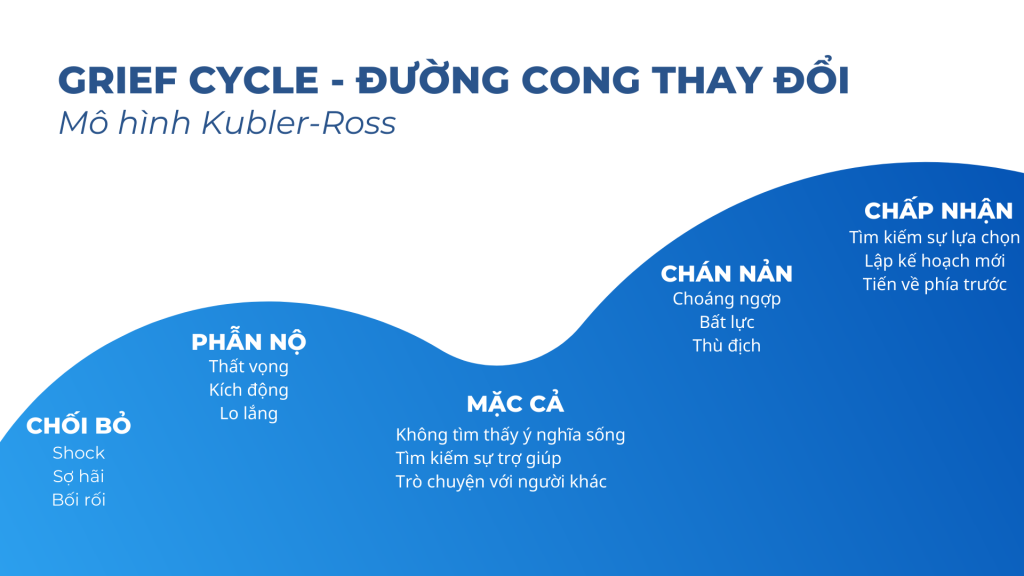 GRIEF CYCLE - ĐƯỜNG CONG THAY ĐỔI
Mô hình Kubler-Ross
CHỐI BỎ
Shock
Sợ hãi
Bối rối
PHẪN NỘ
Thất vọng
Kích động
Lo lắng
MẶC CẢ
Không tìm thấy ý nghĩa sống
Tìm kiếm sự trợ giúp
Trò chuyện với người khác
CHÁN NẢN
Choáng ngợp
Bất lực
Thù địch
CHẤP NHẬN
Tìm kiếm sự lựa chọn
Lập kế hoạch mới
Tiến về phía trước